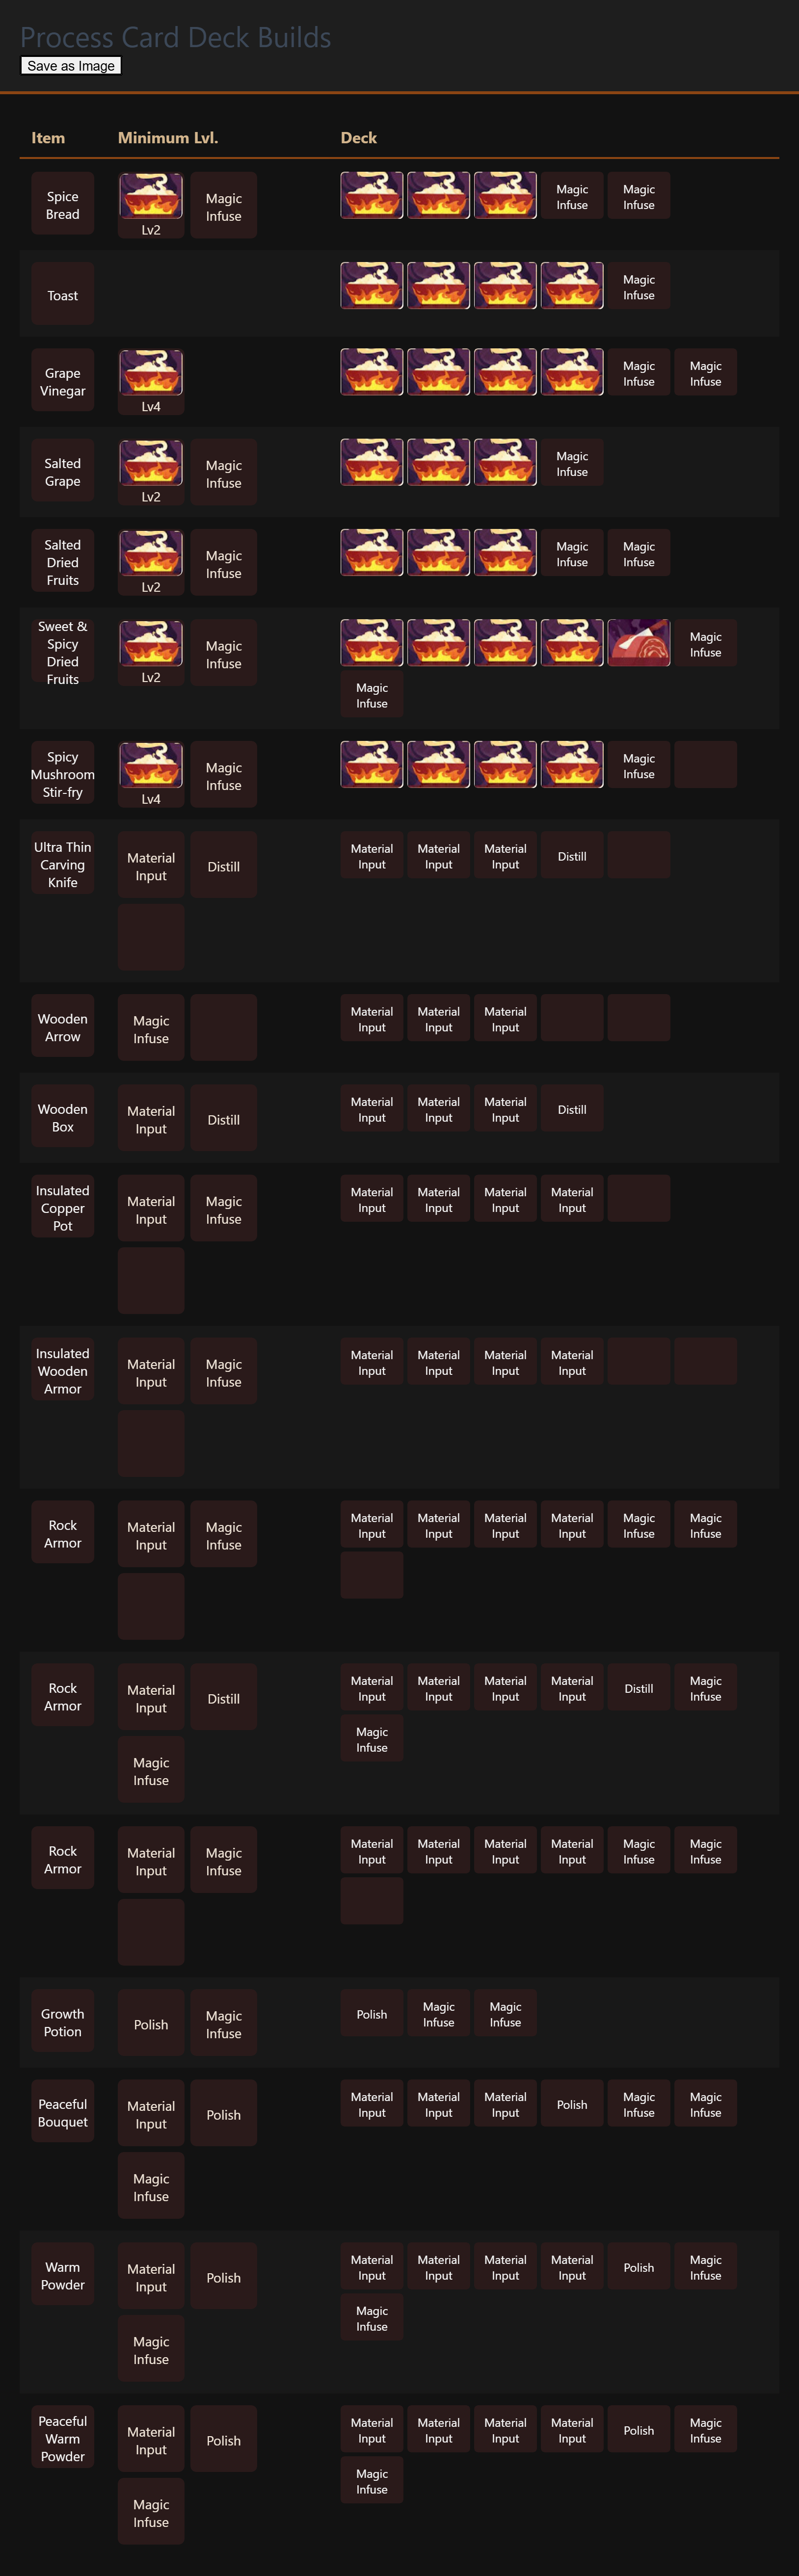 Process Card Deck Builds
Save as Image
Item Minimum Lvl. Deck
Spice
Bread
Lv2
Magic
Infuse
Magic
Infuse
Magic
Infuse
Toast
Magic
Infuse
Grape
Vinegar
Lv4
Magic
Infuse
Magic
Infuse
Salted
Grape
Lv2
Magic
Infuse
Magic
Infuse
Salted
Dried
Fruits
Lv2
Magic
Infuse
Magic
Infuse
Magic
Infuse
Sweet &
Spicy
Dried
Fruits
Lv2
Magic
Infuse
Magic
Infuse
Magic
Infuse
Spicy
Mushroom
Stir-fry
Lv4
Magic
Infuse
Magic
Infuse
Ultra Thin
Carving
Knife
Material
Input
Distill
Material
Input
Material
Input
Material
Input
Distill
Wooden
Arrow
Magic
Infuse
Material
Input
Material
Input
Material
Input
Wooden
Box
Material
Input
Distill
Material
Input
Material
Input
Material
Input
Distill
Insulated
Copper
Pot
Material
Input
Magic
Infuse
Material
Input
Material
Input
Material
Input
Material
Input
Insulated
Wooden
Armor
Material
Input
Magic
Infuse
Material
Input
Material
Input
Material
Input
Material
Input
Rock
Armor
Material
Input
Magic
Infuse
Material
Input
Material
Input
Material
Input
Material
Input
Magic
Infuse
Magic
Infuse
Rock
Armor
Material
Input
Distill
Magic
Infuse
Material
Input
Material
Input
Material
Input
Material
Input
Distill
Magic
Infuse
Magic
Infuse
Rock
Armor
Material
Input
Magic
Infuse
Material
Input
Material
Input
Material
Input
Material
Input
Magic
Infuse
Magic
Infuse
Growth
Potion
Polish
Magic
Infuse
Polish
Magic
Infuse
Magic
Infuse
Peaceful
Bouquet
Material
Input
Polish
Magic
Infuse
Material
Input
Material
Input
Material
Input
Polish
Magic
Infuse
Magic
Infuse
Warm
Powder
Material
Input
Polish
Magic
Infuse
Material
Input
Material
Input
Material
Input
Material
Input
Polish
Magic
Infuse
Magic
Infuse
Peaceful
Warm
Powder
Material
Input
Polish
Magic
Infuse
Material
Input
Material
Input
Material
Input
Material
Input
Polish
Magic
Infuse
Magic
Infuse